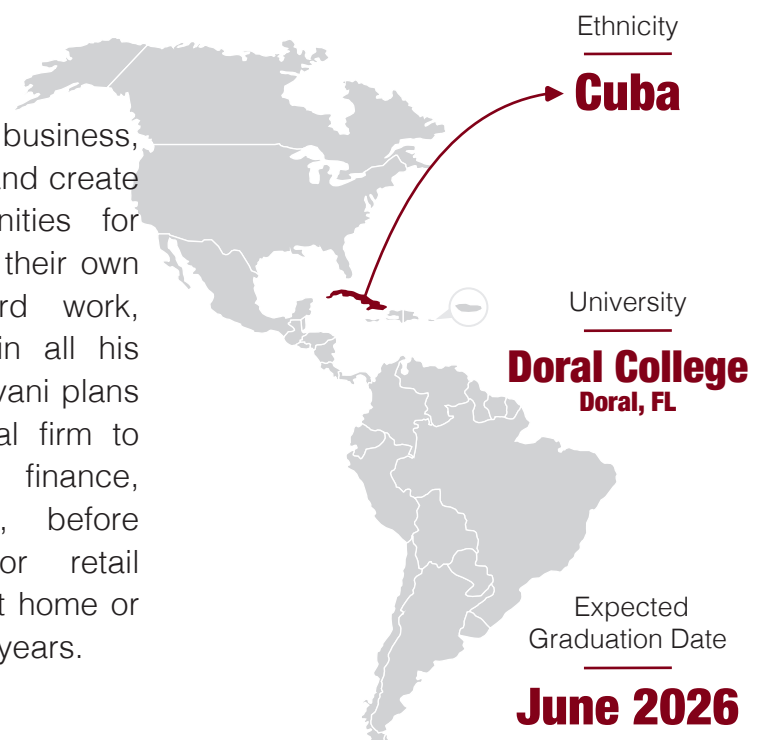 business,
and create
nities for
their own
rd work,
in all his
vani plans
al firm to
finance,
, before
or retail
t home or
years.
Ethnicity
Cuba
University
Doral College
Doral, FL
Expected
Graduation Date
June 2026